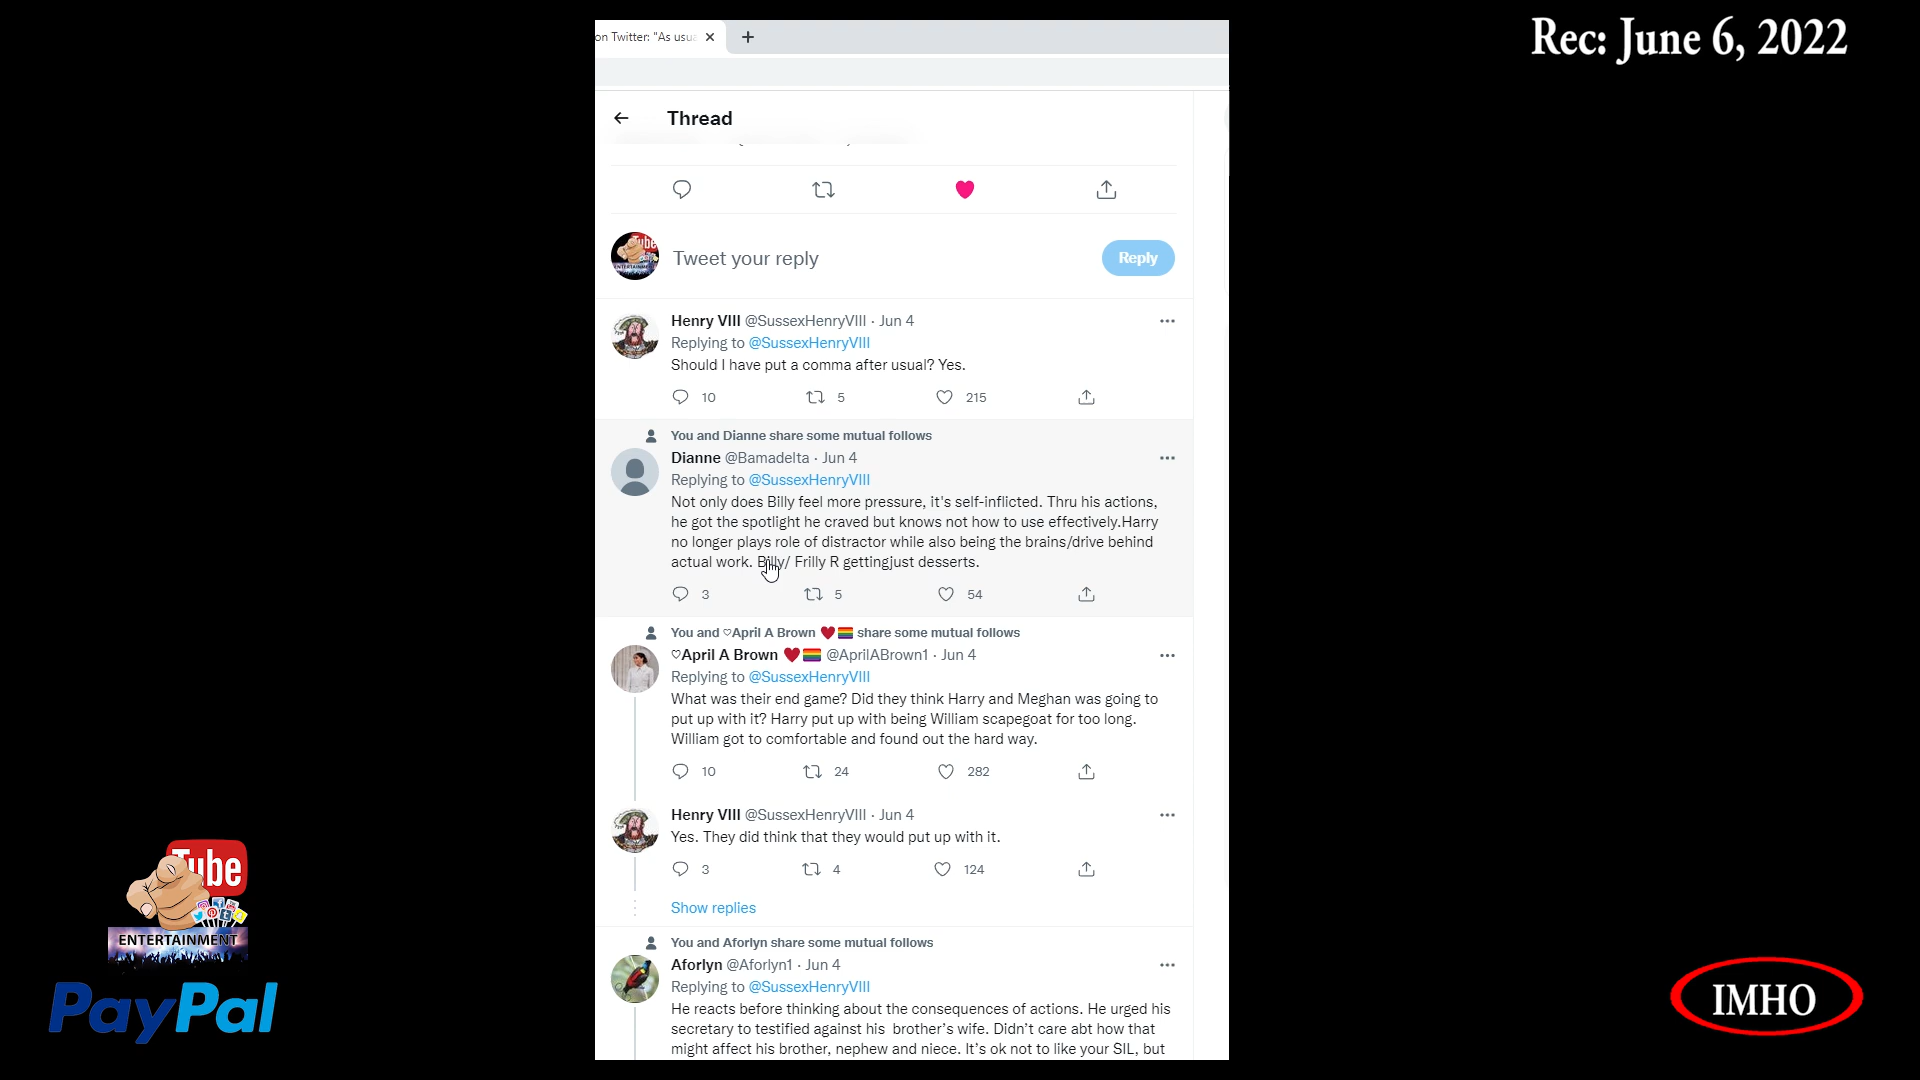 Rec: June 6, 2022
on Twitter: "As usua
Thread
Tweet your reply
Reply
Henry VIII @SussexHenryVIII · Jun 4
Replying to @SussexHenryVIII
Should I have put a comma after usual? Yes.
10 5 215
You and Dianne share some mutual follows
Dianne @Bamadelta · Jun 4
Replying to @SussexHenryVIII
Not only does Billy feel more pressure, it's self-inflicted. Thru his actions,
he got the spotlight he craved but knows not how to use effectively.Harry
no longer plays role of distractor while also being the brains/drive behind
actual work. Billy/ Frilly R gettingjust desserts.
3 5 54
You and ♡April A Brown ❤️🏳️‍🌈 share some mutual follows
♡April A Brown ❤️🏳️‍🌈 @AprilABrown1 · Jun 4
Replying to @SussexHenryVIII
What was their end game? Did they think Harry and Meghan was going to
put up with it? Harry put up with being William scapegoat for too long.
William got to comfortable and found out the hard way.
10 24 282
Henry VIII @SussexHenryVIII · Jun 4
Yes. They did think that they would put up with it.
3 4 124
Show replies
You and Aforlyn share some mutual follows
Aforlyn @Aforlyn1 · Jun 4
Replying to @SussexHenryVIII
He reacts before thinking about the consequences of actions. He urged his
secretary to testified against his brother's wife. Didn't care abt how that
might affect his brother, nephew and niece. It's ok not to like your SIL, but
Tube
ENTERTAINMENT
PayPal
IMHO